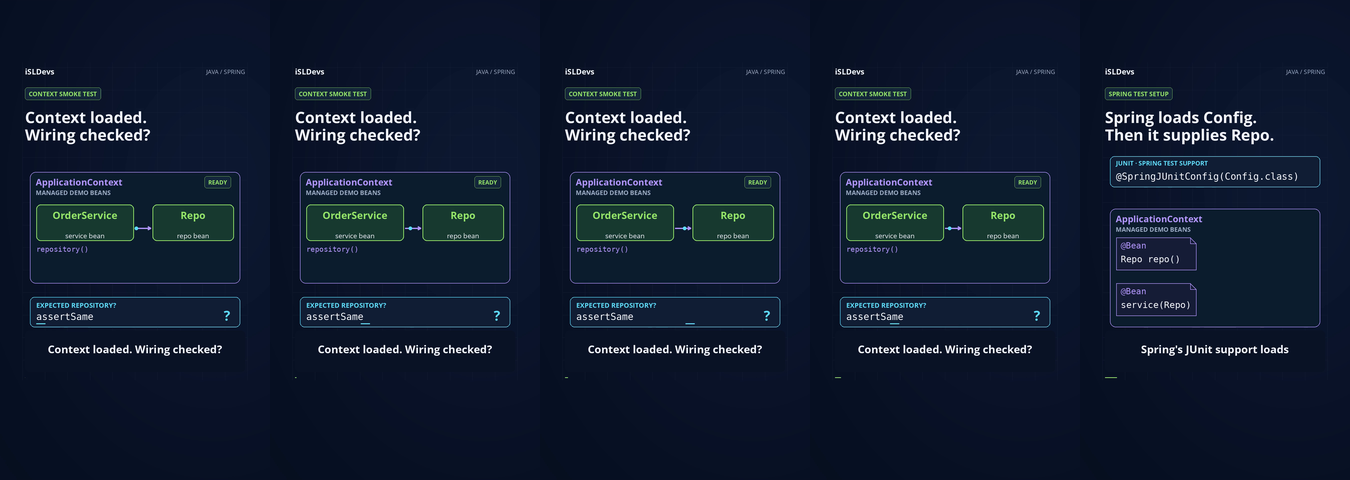 iSLDevs
JAVA / SPRING
CONTEXT SMOKE TEST
Context loaded.
Wiring checked?
ApplicationContext
READY
MANAGED DEMO BEANS
OrderService
Repo
service bean
repo bean
repository()
EXPECTED REPOSITORY?
assertSame
?
Context loaded. Wiring checked?
iSLDevs
JAVA / SPRING
CONTEXT SMOKE TEST
Context loaded.
Wiring checked?
ApplicationContext
READY
MANAGED DEMO BEANS
OrderService
Repo
service bean
repo bean
repository()
EXPECTED REPOSITORY?
assertSame
?
Context loaded. Wiring checked?
iSLDevs
JAVA / SPRING
CONTEXT SMOKE TEST
Context loaded.
Wiring checked?
ApplicationContext
READY
MANAGED DEMO BEANS
OrderService
Repo
service bean
repo bean
repository()
EXPECTED REPOSITORY?
assertSame
?
Context loaded. Wiring checked?
iSLDevs
JAVA / SPRING
CONTEXT SMOKE TEST
Context loaded.
Wiring checked?
ApplicationContext
READY
MANAGED DEMO BEANS
OrderService
Repo
service bean
repo bean
repository()
EXPECTED REPOSITORY?
assertSame
?
Context loaded. Wiring checked?
iSLDevs
JAVA / SPRING
SPRING TEST SETUP
Spring loads Config.
Then it supplies Repo.
JUNIT · SPRING TEST SUPPORT
@SpringJUnitConfig(Config.class)
ApplicationContext
MANAGED DEMO BEANS
@Bean
Repo repo()
@Bean
service(Repo)
Spring's JUnit support loads